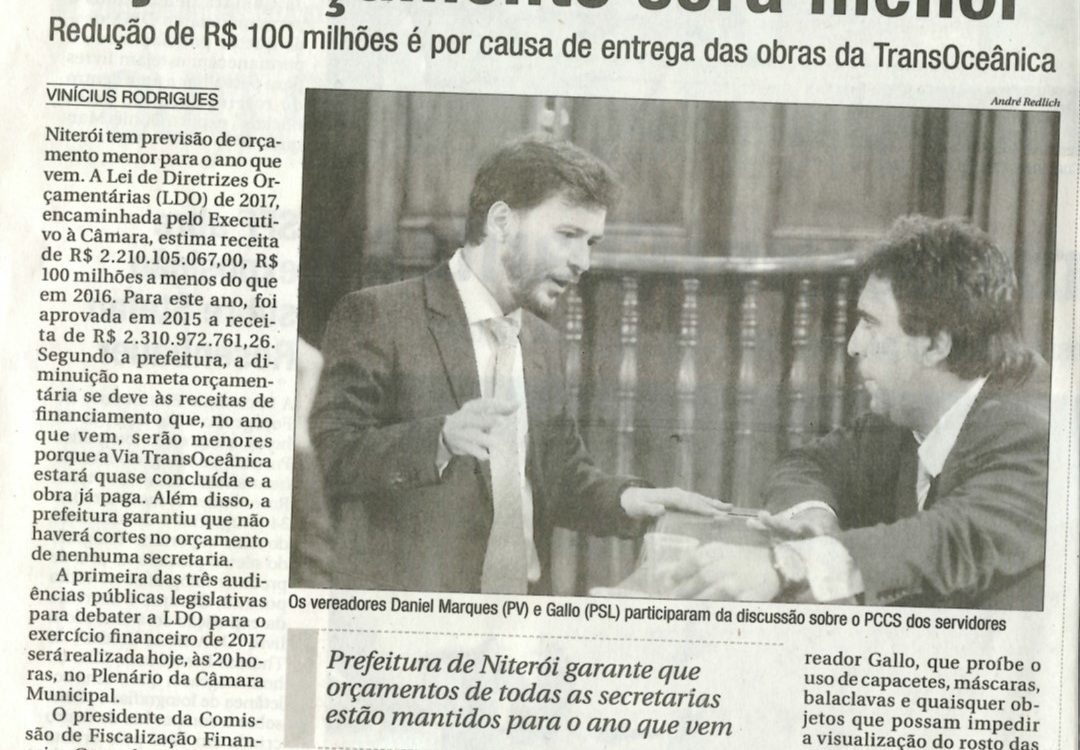 será menor
Redução de R$ 100 milhões é por causa de entrega das obras da TransOceânica
VINÍCIUS RODRIGUES
André Redlich
Niterói tem previsão de orça-
mento menor para o ano que
vem. A Lei de Diretrizes Or-
çamentárias (LDO) de 2017,
encaminhada pelo Executi-
vo à Câmara, estima receita
de R$ 2.210.105.067,00, R$
100 milhões a menos do que
em 2016. Para este ano, foi
aprovada em 2015 a recei-
ta de R$ 2.310.972.761,26.
Segundo a prefeitura, a di-
minuição na meta orçamen-
tária se deve às receitas de
financiamento que, no ano
que vem, serão menores
porque a Via TransOceânica
estará quase concluída e a
obra já paga. Além disso, a
prefeitura garantiu que não
haverá cortes no orçamento
de nenhuma secretaria.
A primeira das três audi-
ências públicas legislativas
para debater a LDO para o
exercício financeiro de 2017
será realizada hoje, às 20 ho-
ras, no Plenário da Câmara
Municipal.
O presidente da Comis-
são de Fiscalização Finan-
Os vereadores Daniel Marques (PV) e Gallo (PSL) participaram da discussão sobre o PCCS dos servidores
Prefeitura de Niterói garante que
orçamentos de todas as secretarias
estão mantidos para o ano que vem
reador Gallo, que proíbe o
uso de capacetes, máscaras,
balaclavas e quaisquer ob-
jetos que possam impedir
a visualização do rosto das